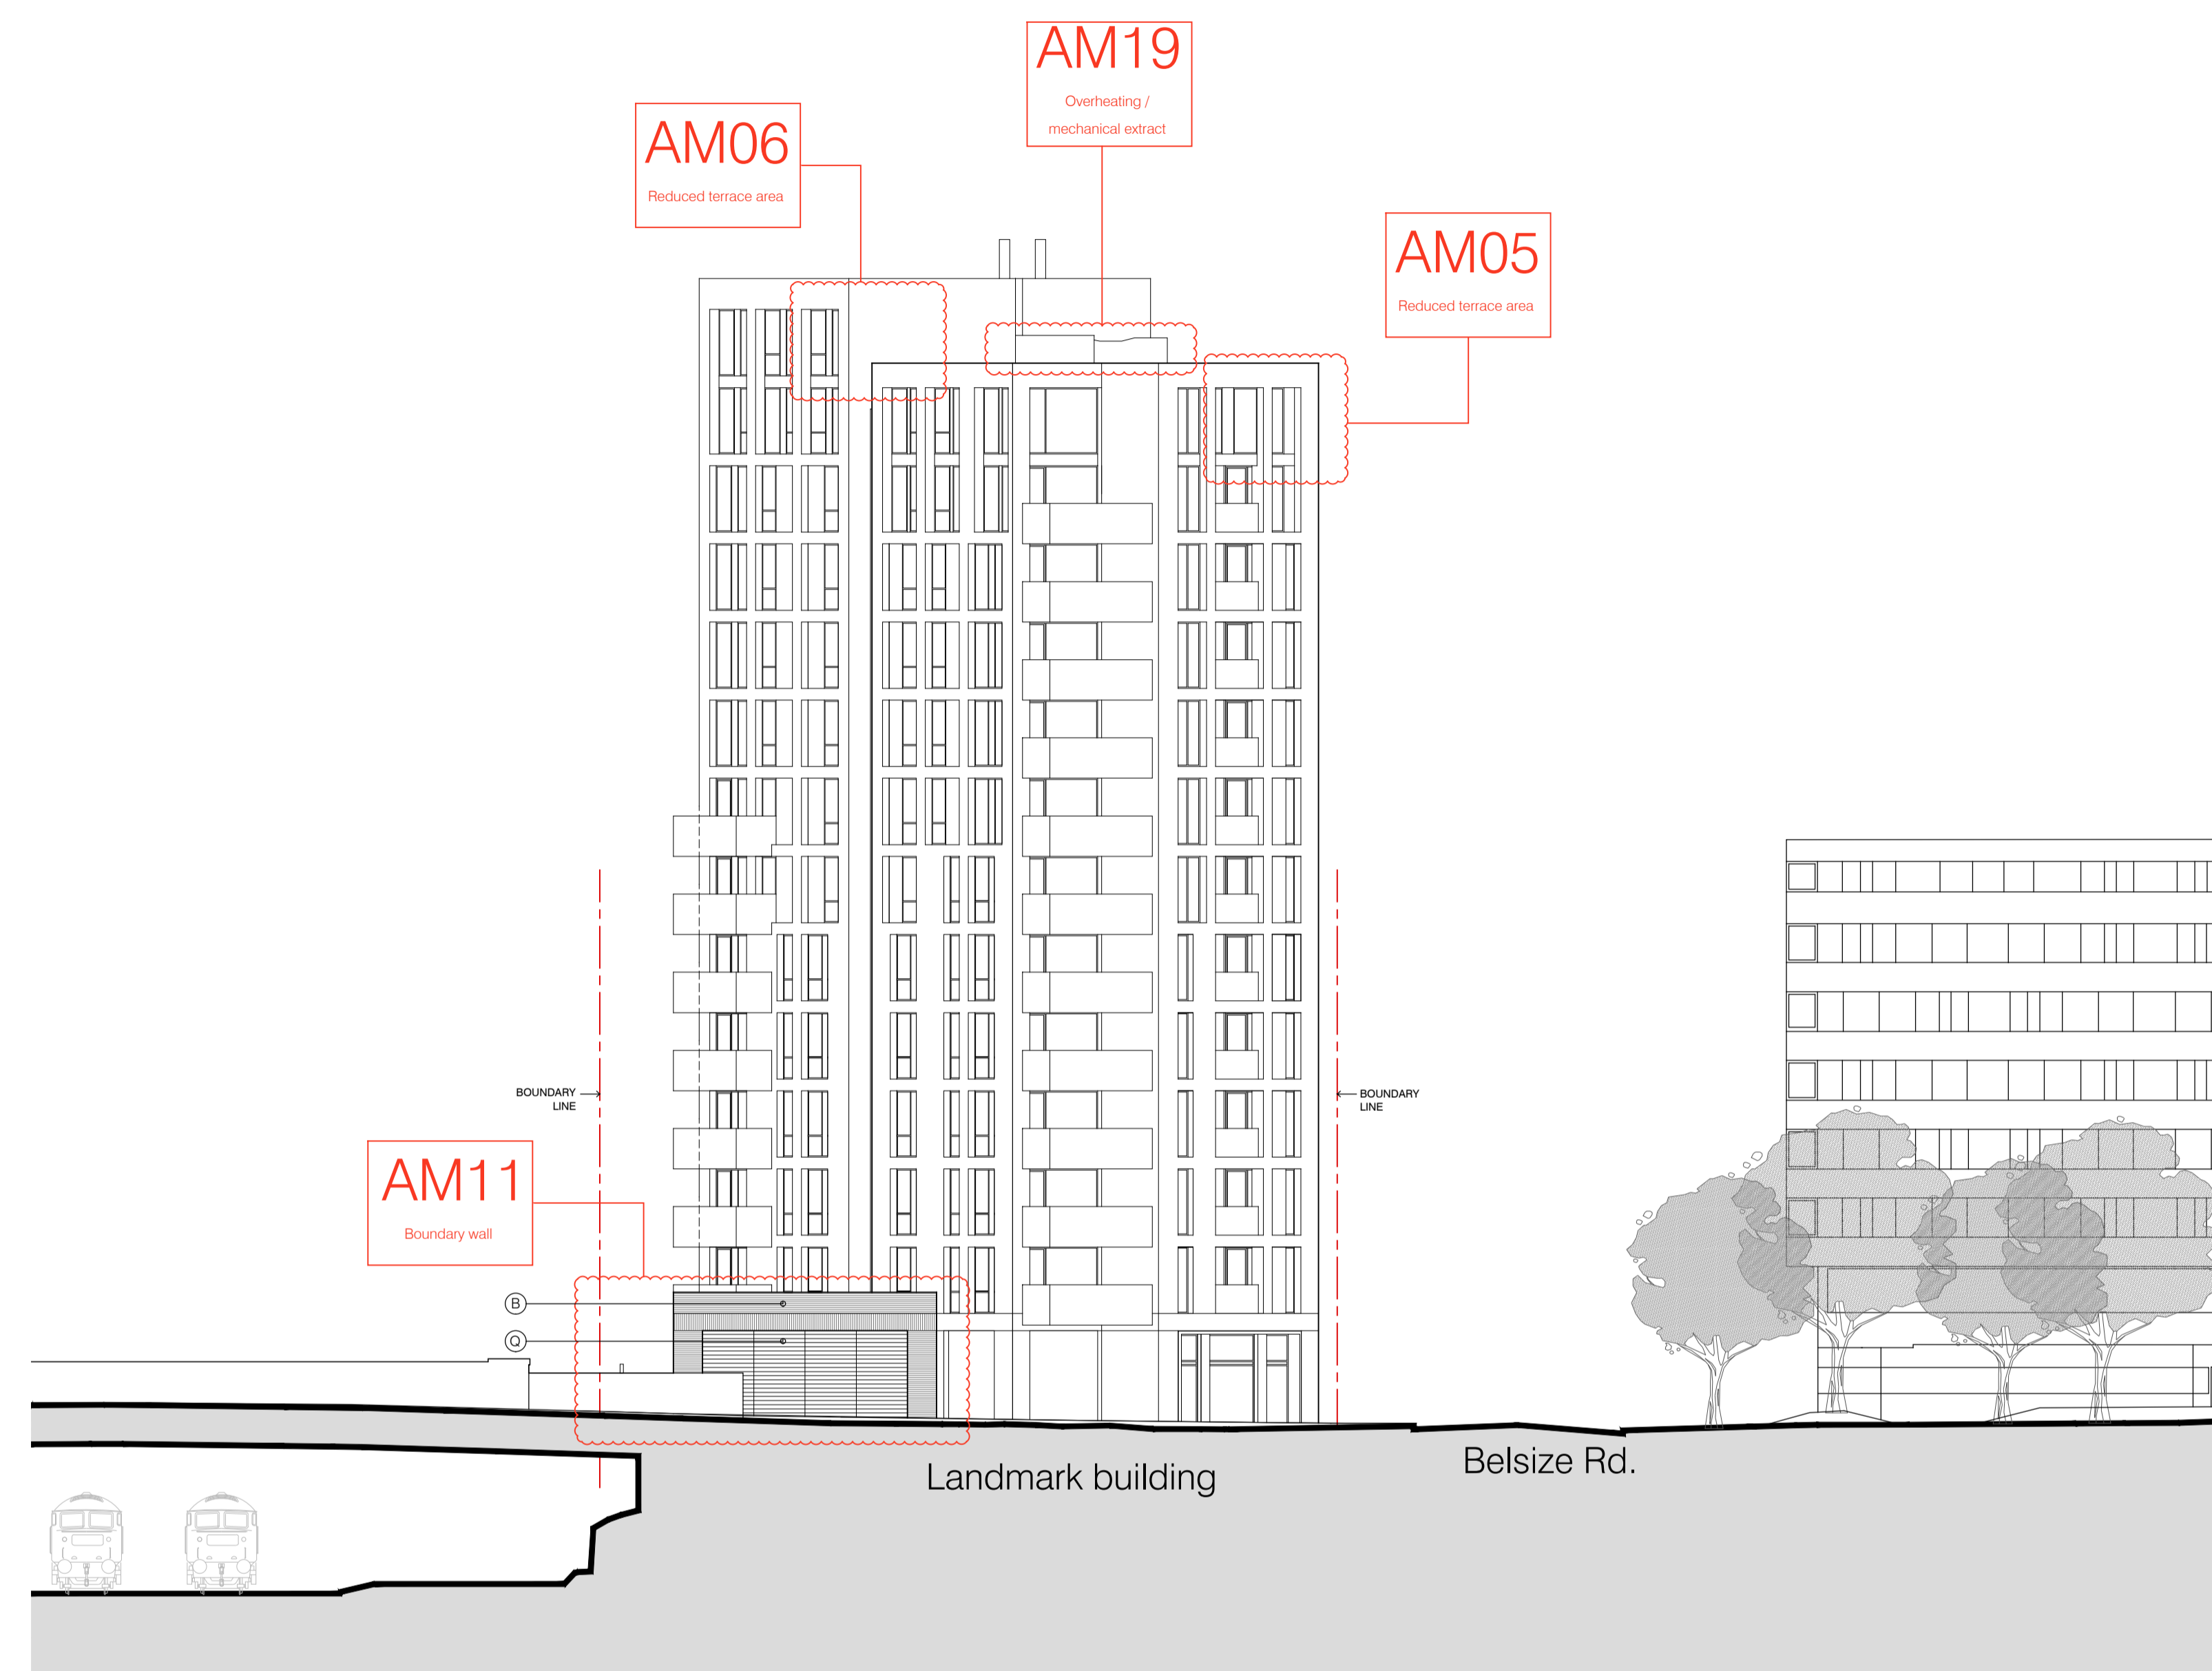 AM19
Overheating /
mechanical extract
AM06
Reduced terrace area
AM05
Reduced terrace area
BOUNDARY
LINE
BOUNDARY
LINE
AM11
Boundary wall
B
Q
Belsize Rd.
Landmark building